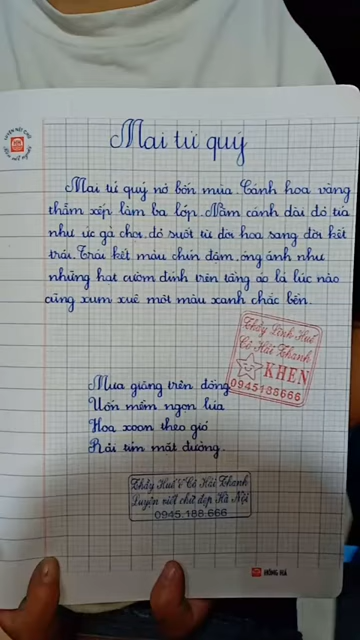 Mai tứ quý
Mai tứ quý nở bốn mùa. Cánh hoa vàng
thẫm xếp làm ba lớp. Năm cánh dài đỏ tía
như ức gà chọi, đỏ suốt từ đời hoa sang đời kết
trái. Trái kết màu chín đậm, óng ánh như
những hạt cườm đính trên tầng áo lá lúc nào
cũng xum xuê một màu xanh chắc bền.
Thầy Linh Huê
Cô Hải Thanh
KHEN
0945188666
Mưa giăng trên đồng
Uốn mềm ngọn lúa
Hoa xoan theo gió
Rải tím mặt đường.
Thầy Huê & Cô Hải Thanh
Luyện viết chữ đẹp Hà Nội
0945.188.666
HỒNG HÀ